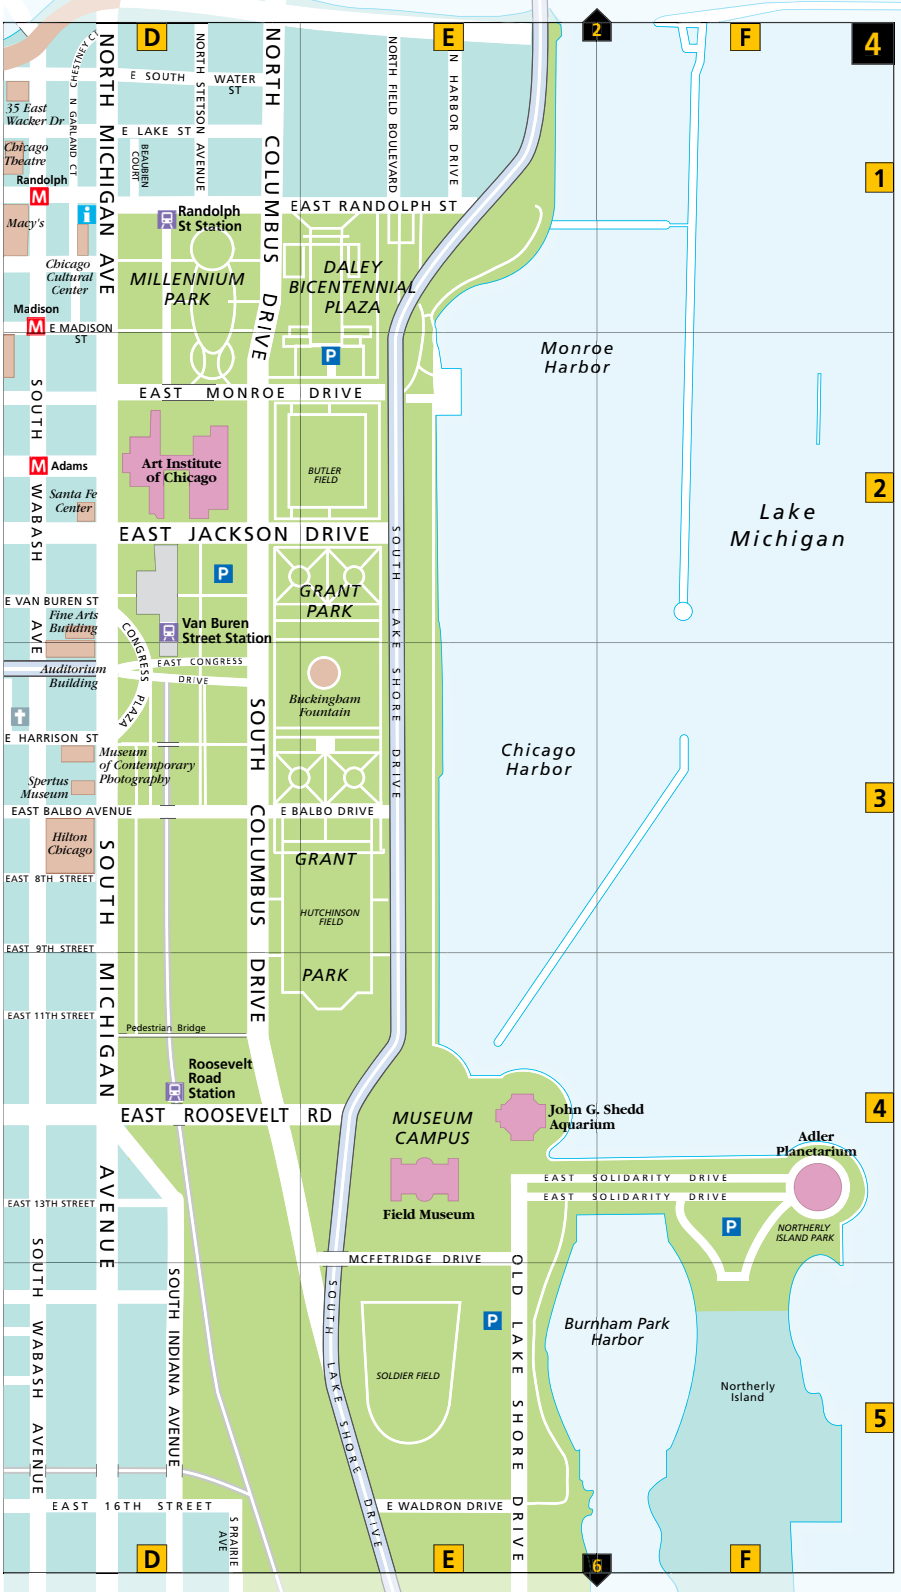 D
E
2
F
4
N CHESTNEY CT
NORTH MICHIGAN AVE
NORTH STETSON AVENUE
NORTH COLUMBUS DRIVE
NORTH FIELD BOULEVARD
N HARBOR DRIVE
E SOUTH WATER
ST
35 East
Wacker Dr
N GARLAND CT
E LAKE ST
BEAUBIEN
COURT
Chicago
Theatre
1
Randolph
M
i
Macy's
Randolph
St Station
EAST RANDOLPH ST
Chicago
Cultural
Center
MILLENNIUM
PARK
DALEY
BICENTENNIAL
PLAZA
Madison
M
E MADISON
ST
P
Monroe
Harbor
SOUTH WABASH AVE
EAST MONROE DRIVE
M
Adams
Art Institute
of Chicago
BUTLER
FIELD
2
Santa Fe
Center
Lake
Michigan
EAST JACKSON DRIVE
SOUTH LAKE SHORE DRIVE
P
GRANT
PARK
E VAN BUREN ST
Fine Arts
Building
Van Buren
Street Station
CONGRESS PLAZA
EAST CONGRESS
DRIVE
Auditorium
Building
Buckingham
Fountain
SOUTH COLUMBUS DRIVE
E HARRISON ST
Museum
of Contemporary
Photography
Chicago
Harbor
Spertus
Museum
3
EAST BALBO AVENUE
E BALBO DRIVE
Hilton
Chicago
SOUTH MICHIGAN AVENUE
GRANT
EAST 8TH STREET
HUTCHINSON
FIELD
EAST 9TH STREET
PARK
EAST 11TH STREET
Pedestrian Bridge
Roosevelt
Road
Station
EAST ROOSEVELT RD
MUSEUM
CAMPUS
John G. Shedd
Aquarium
4
Adler
Planetarium
EAST SOLIDARITY DRIVE
EAST SOLIDARITY DRIVE
EAST 13TH STREET
Field Museum
P
NORTHERLY
ISLAND PARK
MCFETRIDGE DRIVE
SOUTH WABASH AVENUE
SOUTH INDIANA AVENUE
SOUTH LAKE SHORE DRIVE
OLD LAKE SHORE DRIVE
P
Burnham Park
Harbor
SOLDIER FIELD
Northerly
Island
5
EAST 16TH STREET
E WALDRON DRIVE
S PRAIRIE
AVE
D
E
6
F